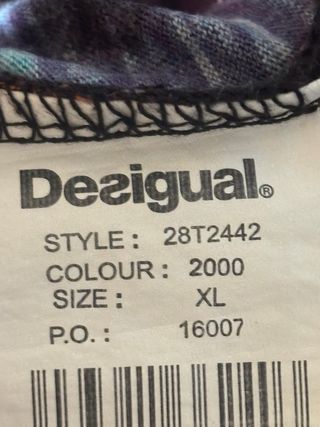 Desigual®
STYLE : 28T2442
COLOUR : 2000
SIZE : XL
P.O. : 16007